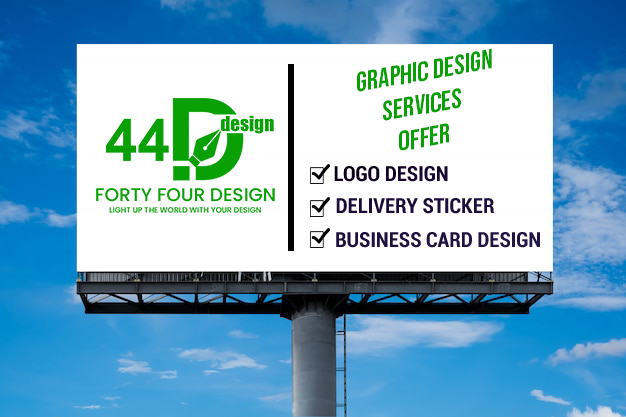 44
design
FORTY FOUR DESIGN
LIGHT UP THE WORLD WITH YOUR DESIGN
GRAPHIC DESIGN
SERVICES
OFFER
LOGO DESIGN
DELIVERY STICKER
BUSINESS CARD DESIGN